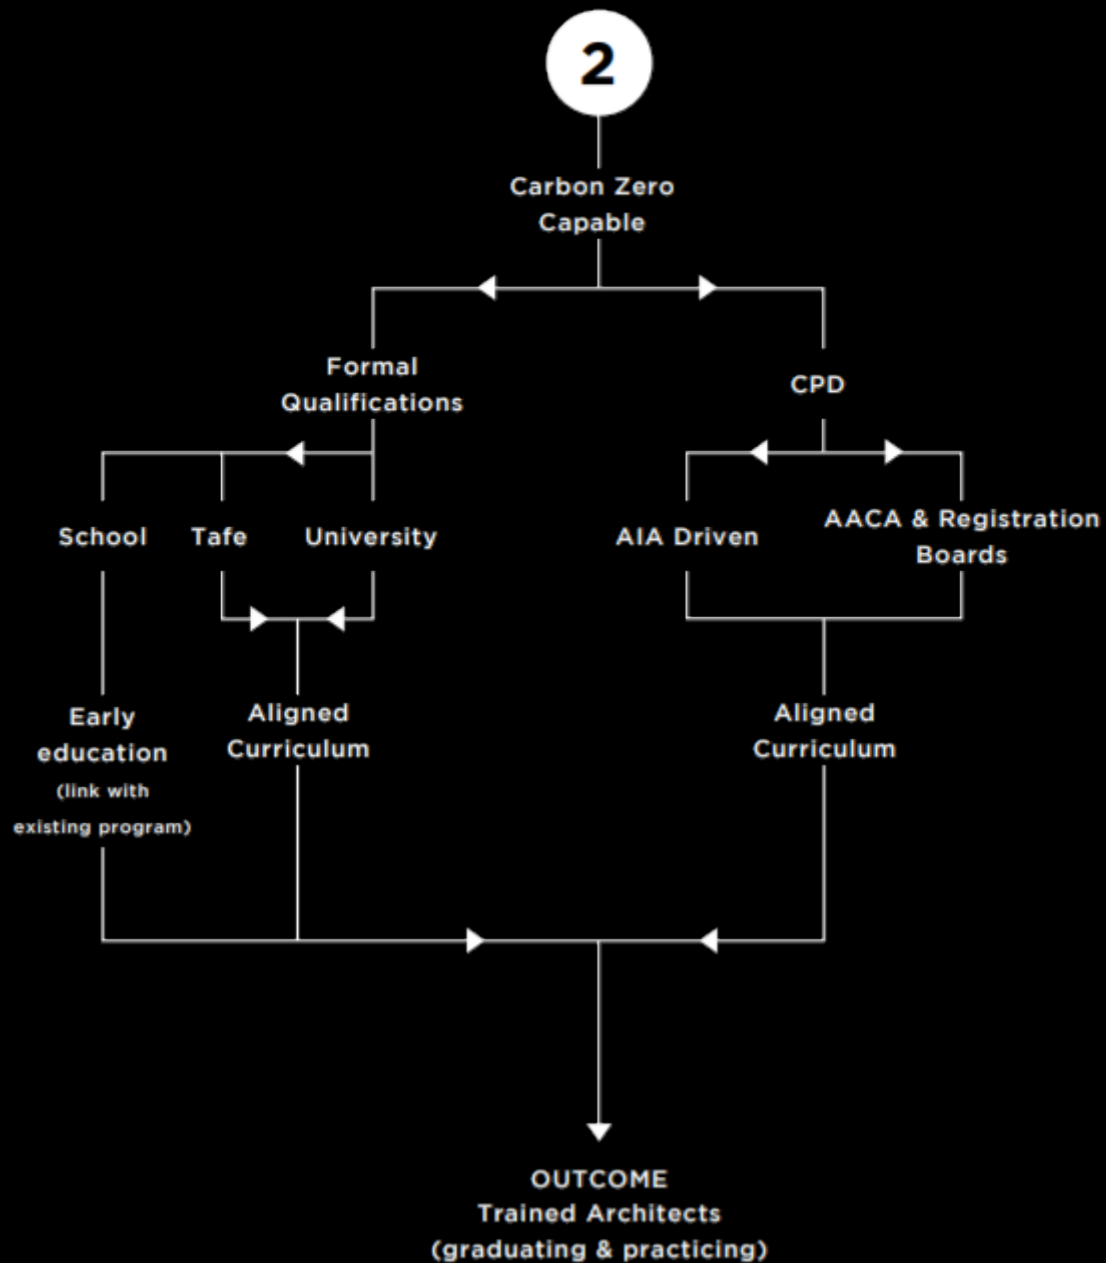 2
Carbon Zero
Capable
Formal
Qualifications
CPD
School
Tafe
University
AIA Driven
AACA & Registration
Boards
Early
education
(link with
existing program)
Aligned
Curriculum
Aligned
Curriculum
OUTCOME
Trained Architects
(graduating & practicing)